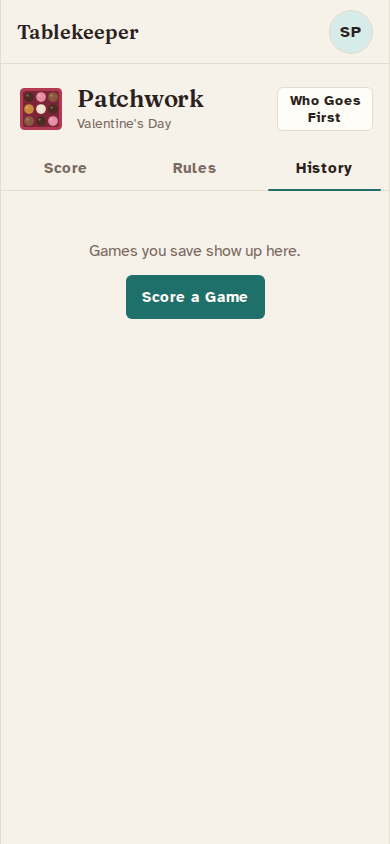 Tablekeeper
SP
Patchwork
Valentine's Day
Who Goes
First
Score
Rules
History
Games you save show up here.
Score a Game